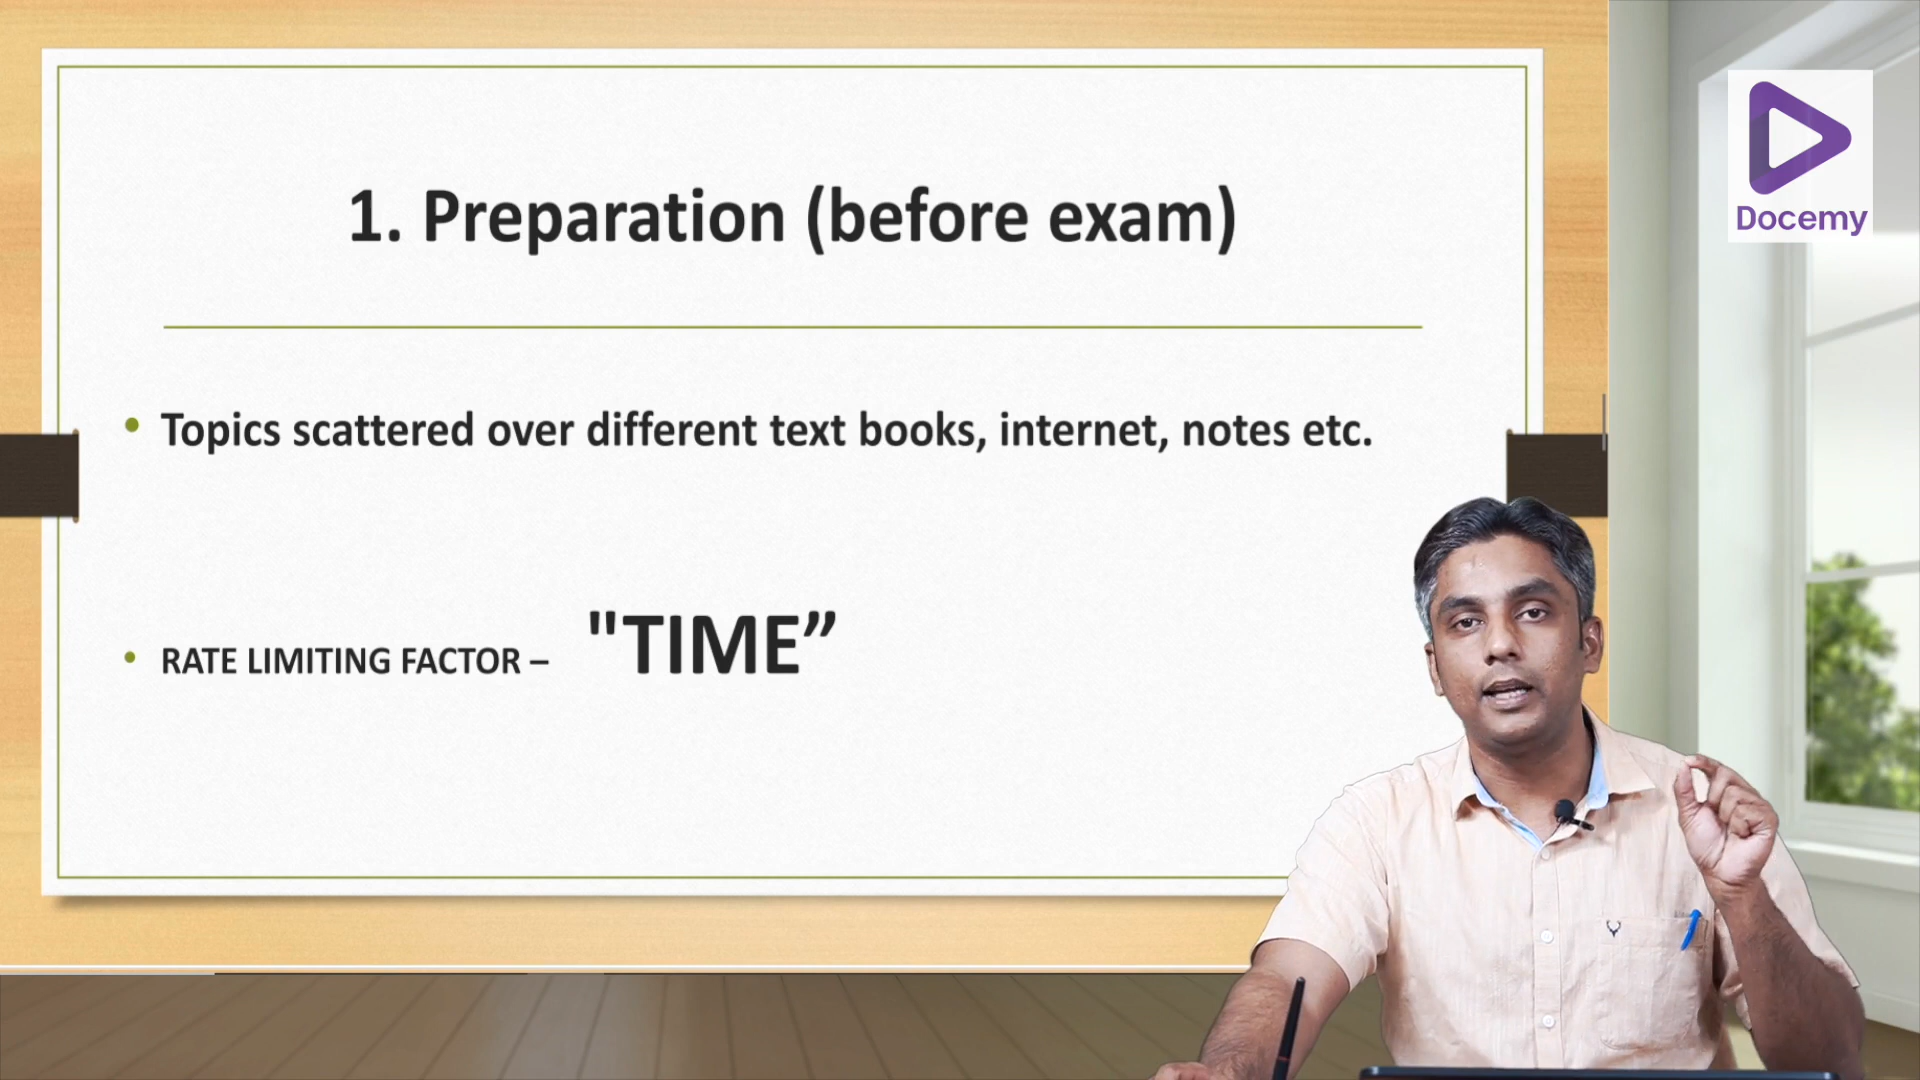 Docemy
1. Preparation (before exam)
• Topics scattered over different text books, internet, notes etc.
• RATE LIMITING FACTOR – "TIME”